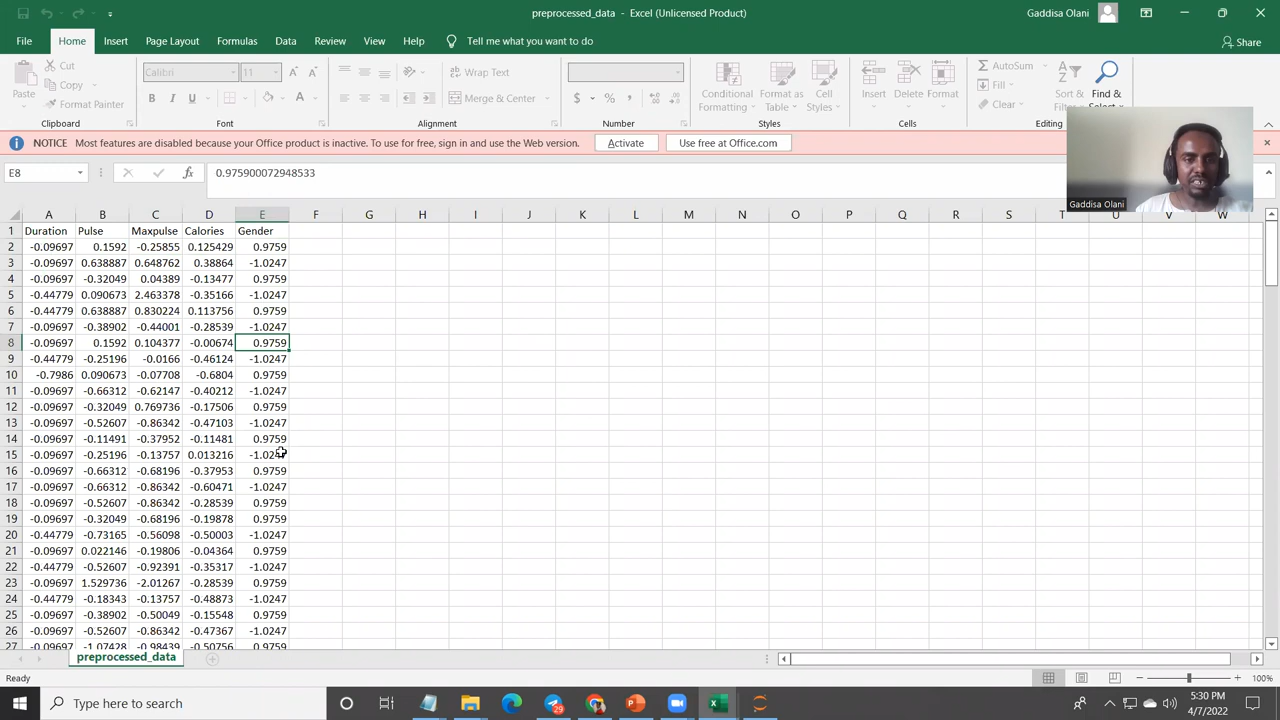 preprocessed_data - Excel (Unlicensed Product)
Gaddisa Olani
File Home Insert Page Layout Formulas Data Review View Help Tell me what you want to do Share
Paste
Cut
Copy
Format Painter
Clipboard
Calibri 11
B I U A
Font
Wrap Text
Merge & Center
Alignment
$ % ,
Number
Conditional Formatting
Format as Table
Cell Styles
Styles
Insert Delete Format
Cells
AutoSum
Fill
Clear
Sort &
Find & Select
Editing
NOTICE Most features are disabled because your Office product is inactive. To use for free, sign in and use the Web version. Activate Use free at Office.com
E8 fx 0.975900072948533
Gaddisa Olani
A B C D E F G H I J K L M N O P Q R S T U V W
1 Duration Pulse Maxpulse Calories Gender
2 -0.09697 0.1592 -0.25855 0.125429 0.9759
3 -0.09697 0.638887 0.648762 0.38864 -1.0247
4 -0.09697 -0.32049 0.04389 -0.13477 0.9759
5 -0.44779 0.090673 2.463378 -0.35166 -1.0247
6 -0.44779 0.638887 0.830224 0.113756 0.9759
7 -0.09697 -0.38902 -0.44001 -0.28539 -1.0247
8 -0.09697 0.1592 0.104377 -0.00674 0.9759
9 -0.44779 -0.25196 -0.0166 -0.46124 -1.0247
10 -0.7986 0.090673 -0.07708 -0.6804 0.9759
11 -0.09697 -0.66312 -0.62147 -0.40212 -1.0247
12 -0.09697 -0.32049 0.769736 -0.17506 0.9759
13 -0.09697 -0.52607 -0.86342 -0.47103 -1.0247
14 -0.09697 -0.11491 -0.37952 -0.11481 0.9759
15 -0.09697 -0.25196 -0.13757 0.013216 -1.0247
16 -0.09697 -0.66312 -0.68196 -0.37953 0.9759
17 -0.09697 -0.66312 -0.86342 -0.60471 -1.0247
18 -0.09697 -0.52607 -0.86342 -0.28539 0.9759
19 -0.09697 -0.32049 -0.68196 -0.19878 0.9759
20 -0.44779 -0.73165 -0.56098 -0.50003 -1.0247
21 -0.09697 0.022146 -0.19806 -0.04364 0.9759
22 -0.44779 -0.52607 -0.92391 -0.35317 -1.0247
23 -0.09697 1.529736 -2.01267 -0.28539 0.9759
24 -0.44779 -0.18343 -0.13757 -0.48873 -1.0247
25 -0.09697 -0.38902 -0.50049 -0.15548 0.9759
26 -0.09697 -0.52607 -0.86342 -0.47367 -1.0247
27 -0.09697 -1.07428 -0.98439 -0.50756 0.9759
preprocessed_data
Ready 100%
Type here to search
29
5:30 PM
4/7/2022